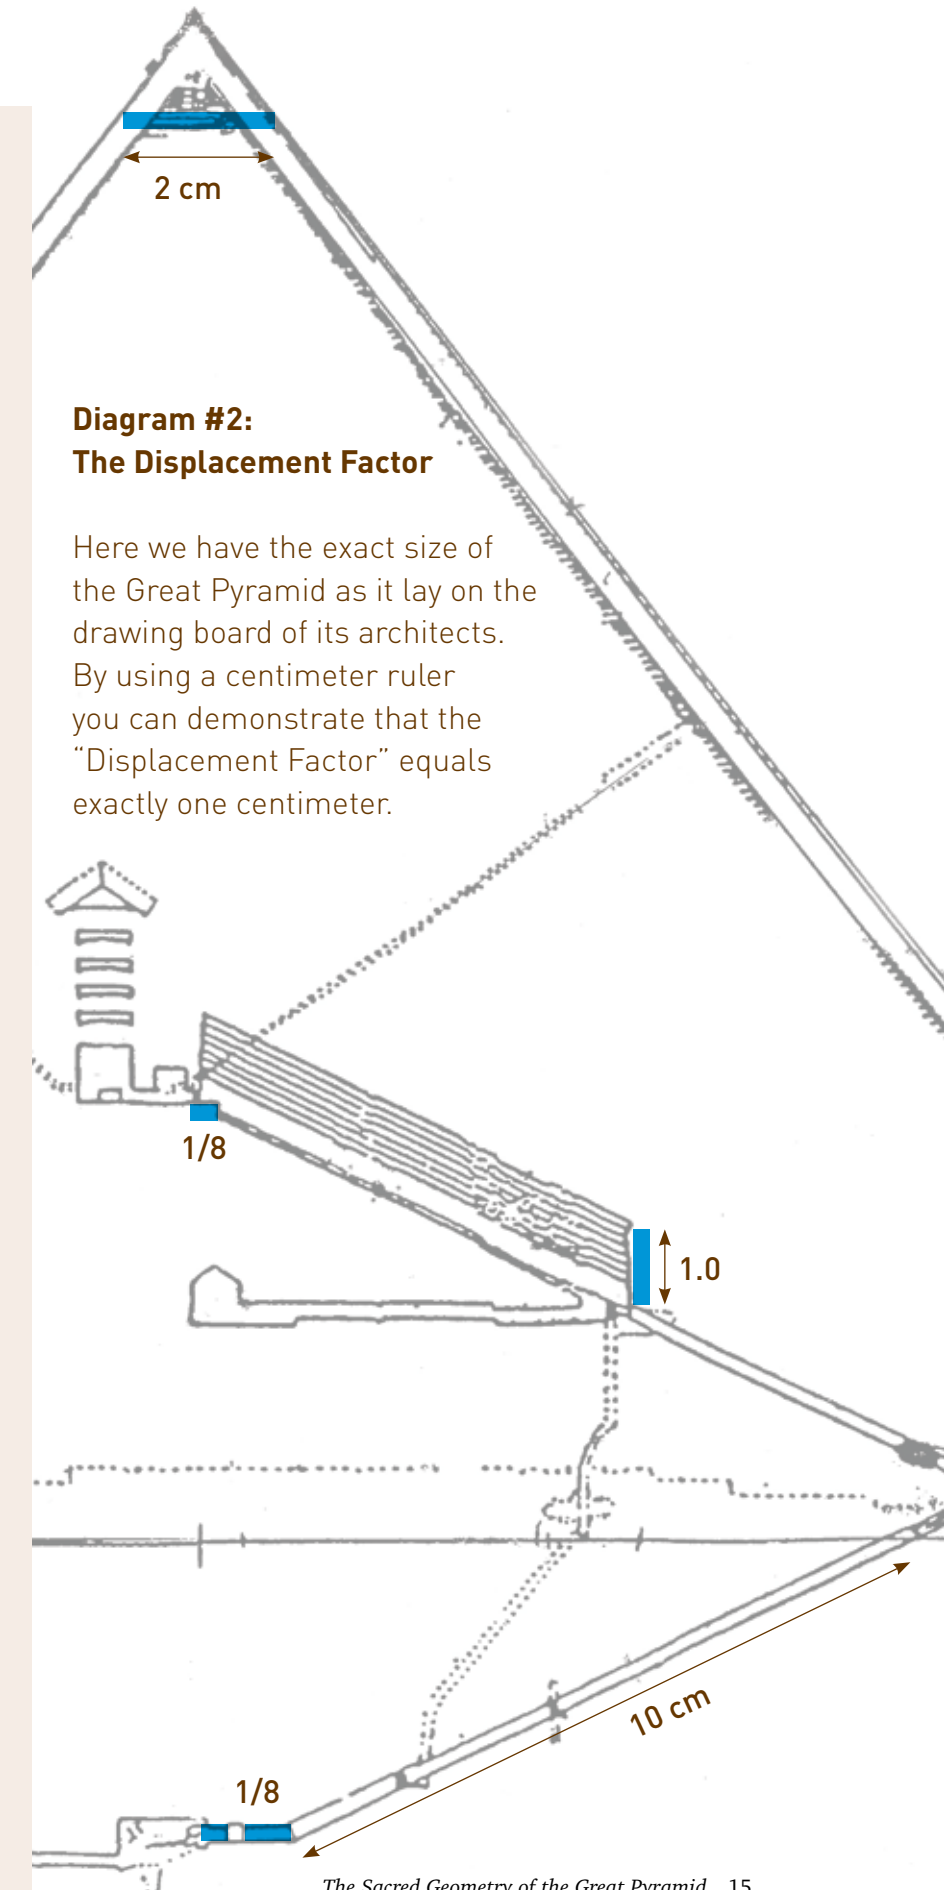 2 cm
Diagram #2:
The Displacement Factor
Here we have the exact size of
the Great Pyramid as it lay on the
drawing board of its architects.
By using a centimeter ruler
you can demonstrate that the
“Displacement Factor” equals
exactly one centimeter.
1/8
1.0
10 cm
1/8
The Sacred Geometry of the Great Pyramid 15